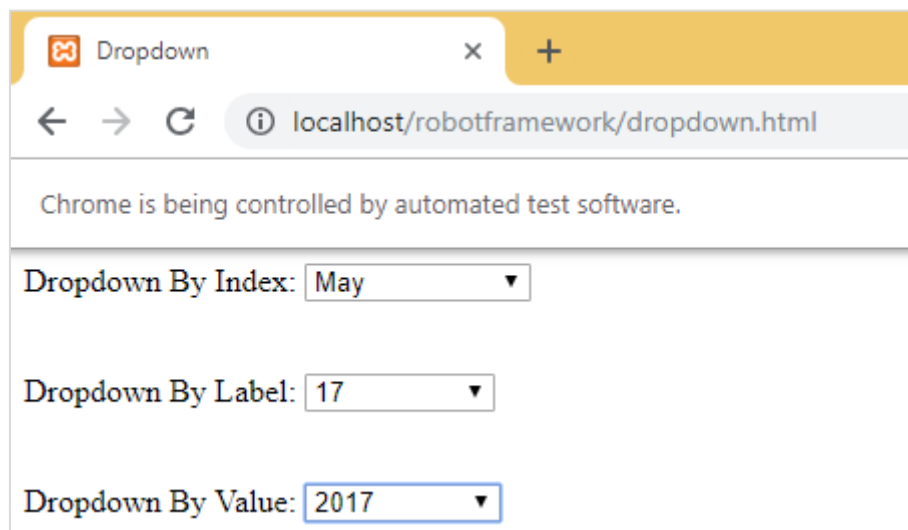 Dropdown
localhost/robotframework/dropdown.html
Chrome is being controlled by automated test software.
Dropdown By Index: May
Dropdown By Label: 17
Dropdown By Value: 2017